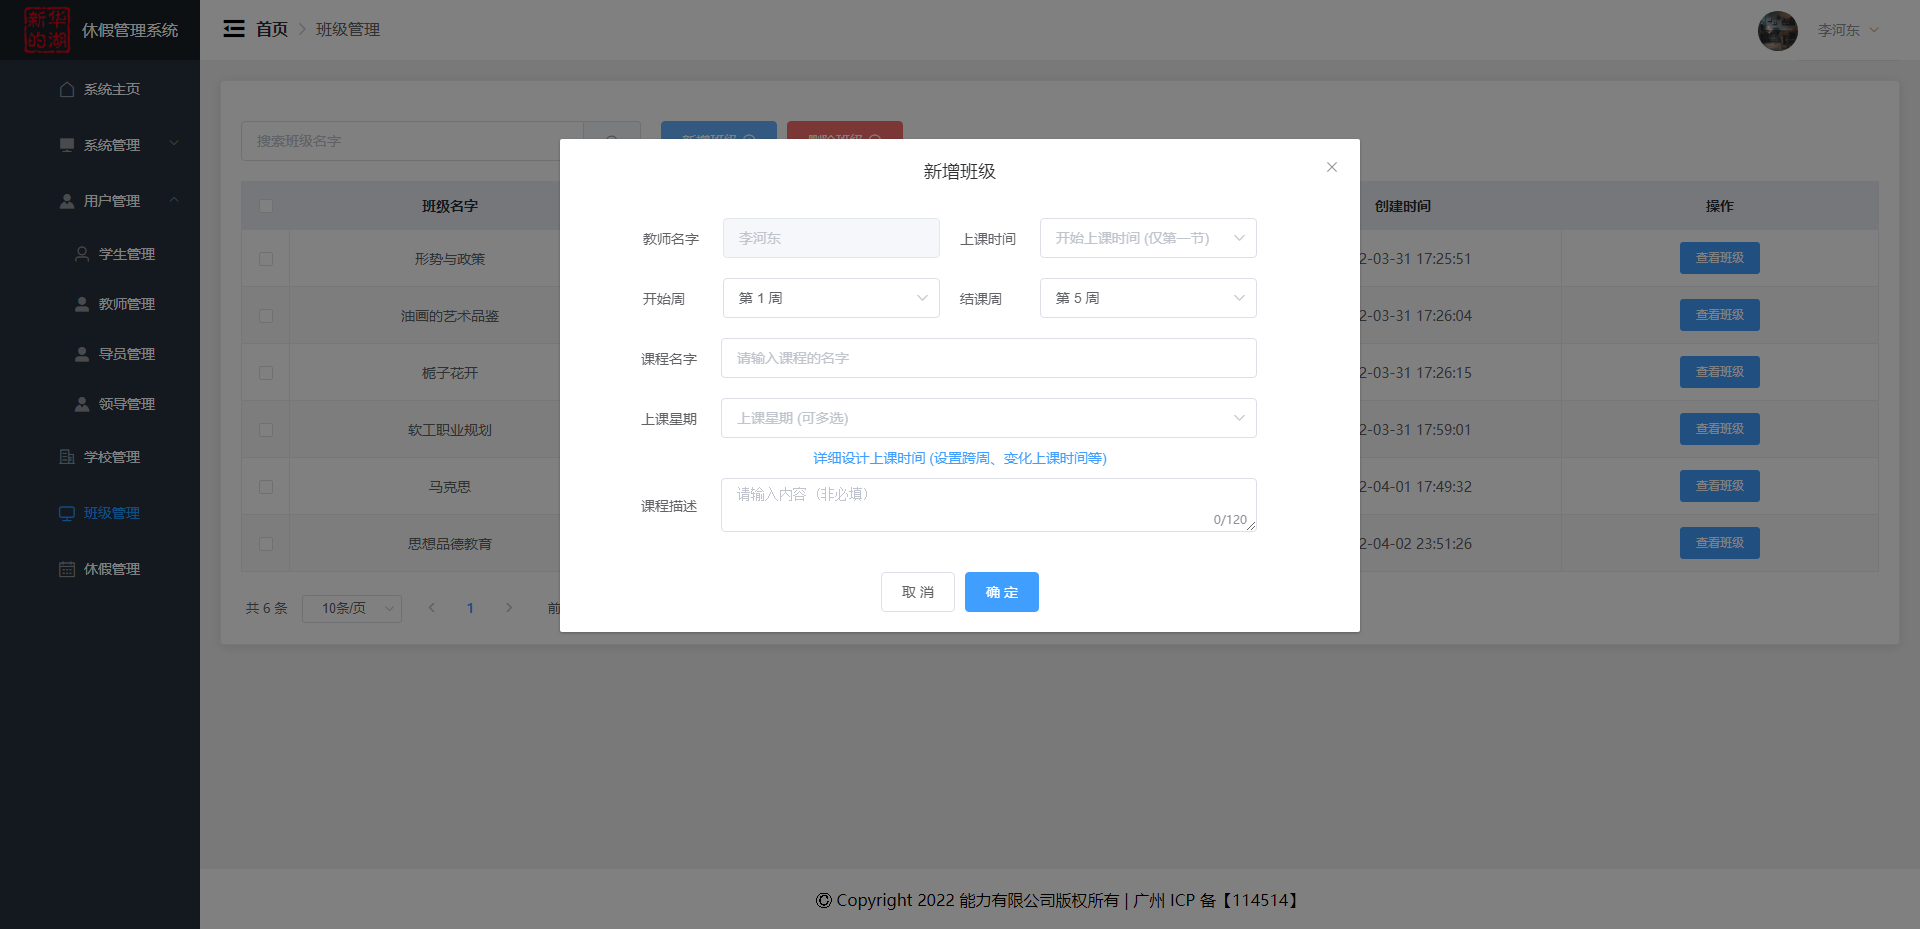 新华
的湖
休假管理系统
首页
班级管理
李河东
系统主页
系统管理
用户管理
学生管理
教师管理
导员管理
领导管理
学校管理
班级管理
休假管理
搜索班级名字
新增班级
删除班级
班级名字
创建时间
操作
形势与政策
2-03-31 17:25:51
查看班级
油画的艺术品鉴
2-03-31 17:26:04
查看班级
栀子花开
2-03-31 17:26:15
查看班级
软工职业规划
2-03-31 17:59:01
查看班级
马克思
2-04-01 17:49:32
查看班级
思想品德教育
2-04-02 23:51:26
查看班级
共 6 条
10条/页
1
前
新增班级
教师名字
李河东
上课时间
开始上课时间 (仅第一节)
开始周
第 1 周
结课周
第 5 周
课程名字
请输入课程的名字
上课星期
上课星期 (可多选)
详细设计上课时间 (设置跨周、变化上课时间等)
课程描述
请输入内容（非必填）
0/120
取 消
确 定
© Copyright 2022 能力有限公司版权所有 | 广州 ICP 备【114514】